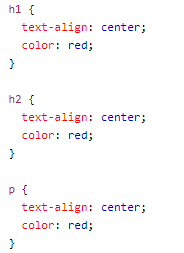 h1 {
  text-align: center;
  color: red;
}

h2 {
  text-align: center;
  color: red;
}

p {
  text-align: center;
  color: red;
}